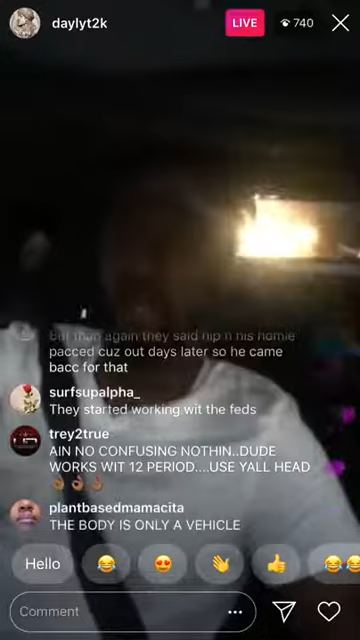 daylyt2k
LIVE
740
But than again they said nip n his homie
pacced cuz out days later so he came
bacc for that
surfsupalpha_
They started working wit the feds
trey2true
AIN NO CONFUSING NOTHIN..DUDE
WORKS WIT 12 PERIOD....USE YALL HEAD
👌🏾👌🏾👌🏾
plantbasedmamacita
THE BODY IS ONLY A VEHICLE
Hello 😂 😍 👋 👍 😂😂
Comment